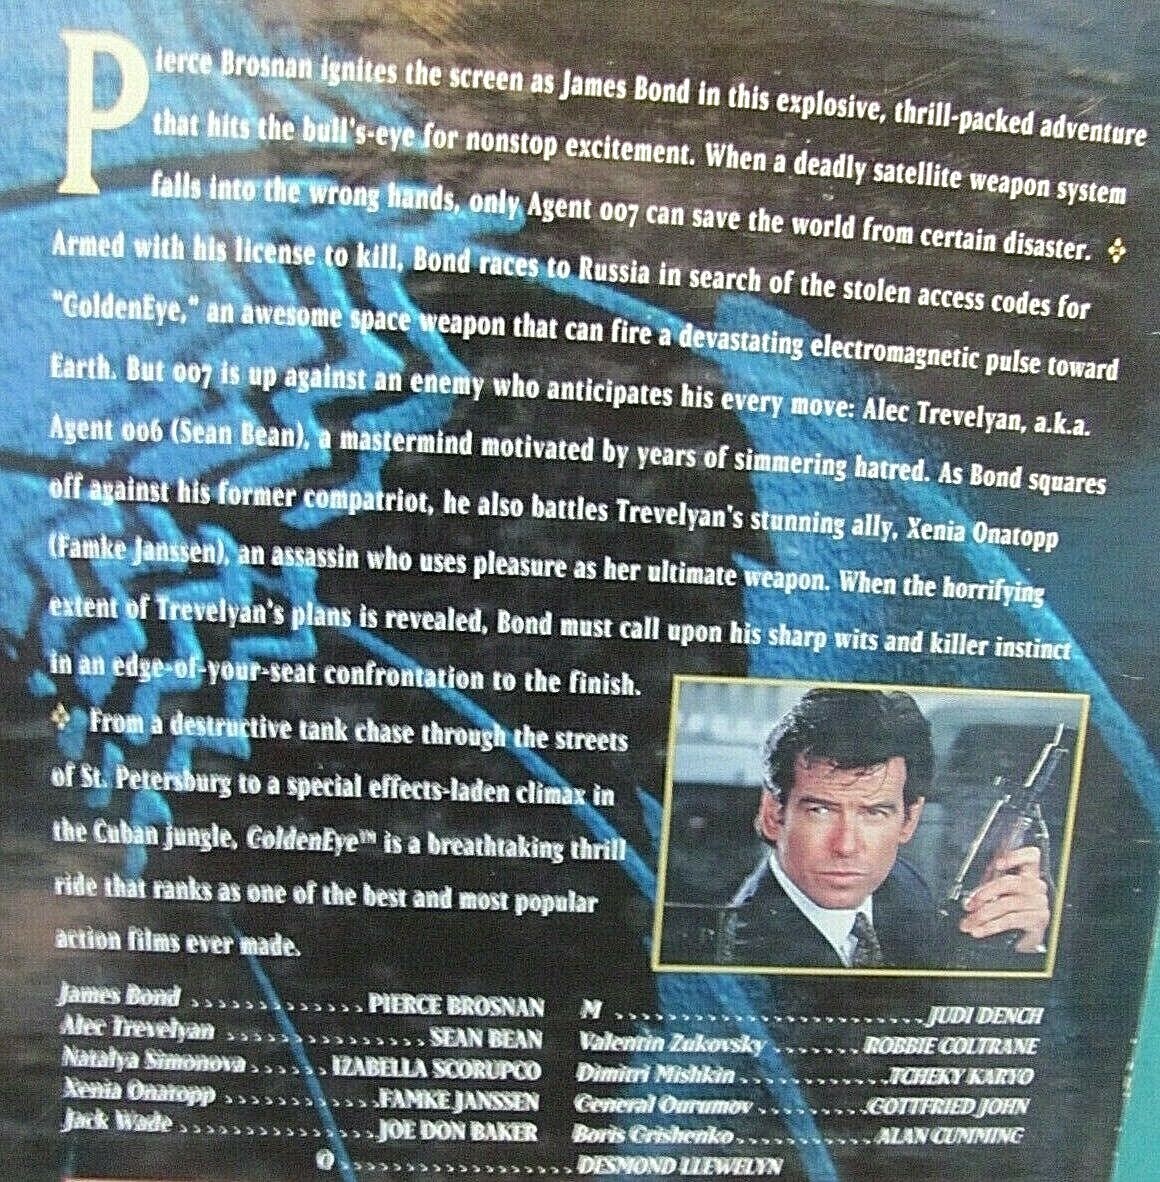 Pierce Brosnan ignites the screen as James Bond in this explosive, thrill-packed adventure
that hits the bull's-eye for nonstop excitement. When a deadly satellite weapon system
falls into the wrong hands, only Agent 007 can save the world from certain disaster.
Armed with his license to kill, Bond races to Russia in search of the stolen access codes for
"GoldenEye," an awesome space weapon that can fire a devastating electromagnetic pulse toward
Earth. But 007 is up against an enemy who anticipates his every move: Alec Trevelyan, a.k.a.
Agent 006 (Sean Bean), a mastermind motivated by years of simmering hatred. As Bond squares
off against his former compatriot, he also battles Trevelyan's stunning ally, Xenia Onatopp
(Famke Janssen), an assassin who uses pleasure as her ultimate weapon. When the horrifying
extent of Trevelyan's plans is revealed, Bond must call upon his sharp wits and killer instinct
in an edge-of-your-seat confrontation to the finish.
From a destructive tank chase through the streets
of St. Petersburg to a special effects-laden climax in
the Cuban jungle, GoldenEye™ is a breathtaking thrill
ride that ranks as one of the best and most popular
action films ever made.
James Bond .............. PIERCE BROSNAN
Alec Trevelyan ................ SEAN BEAN
Natalya Simonova ...... IZABELLA SCORUPCO
Xenia Onatopp ............ FAMKE JANSSEN
Jack Wade ............... JOE DON BAKER
M ........................ JUDI DENCH
Valentin Zukovsky ....... ROBBIE COLTRANE
Dimitri Mishkin ............ TCHEKY KARYO
General Ourumov ......... GOTTFRIED JOHN
Boris Grishenko ........... ALAN CUMMING
Q .................. DESMOND LLEWELYN